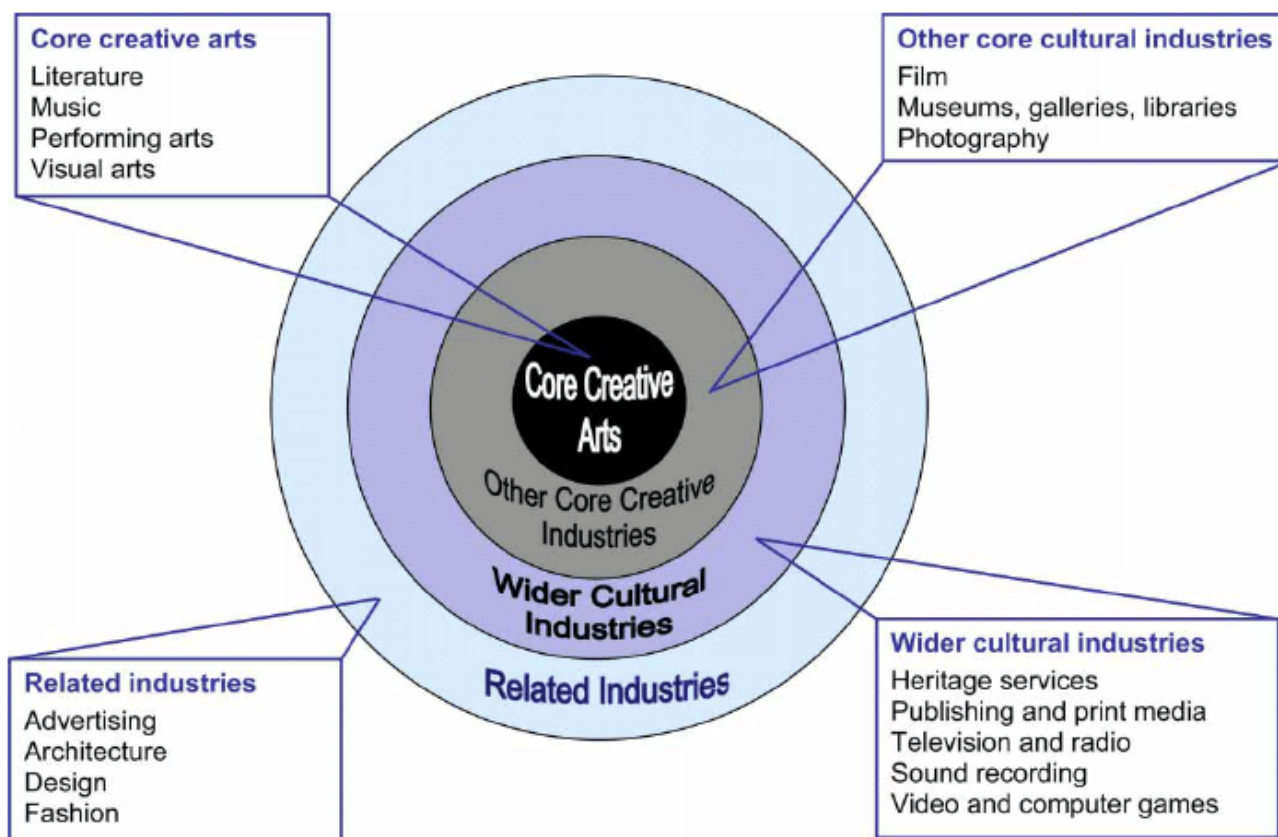 Core creative arts
Literature
Music
Performing arts
Visual arts
Other core cultural industries
Film
Museums, galleries, libraries
Photography
Core Creative
Arts
Other Core Creative
Industries
Wider Cultural
Industries
Related Industries
Related industries
Advertising
Architecture
Design
Fashion
Wider cultural industries
Heritage services
Publishing and print media
Television and radio
Sound recording
Video and computer games